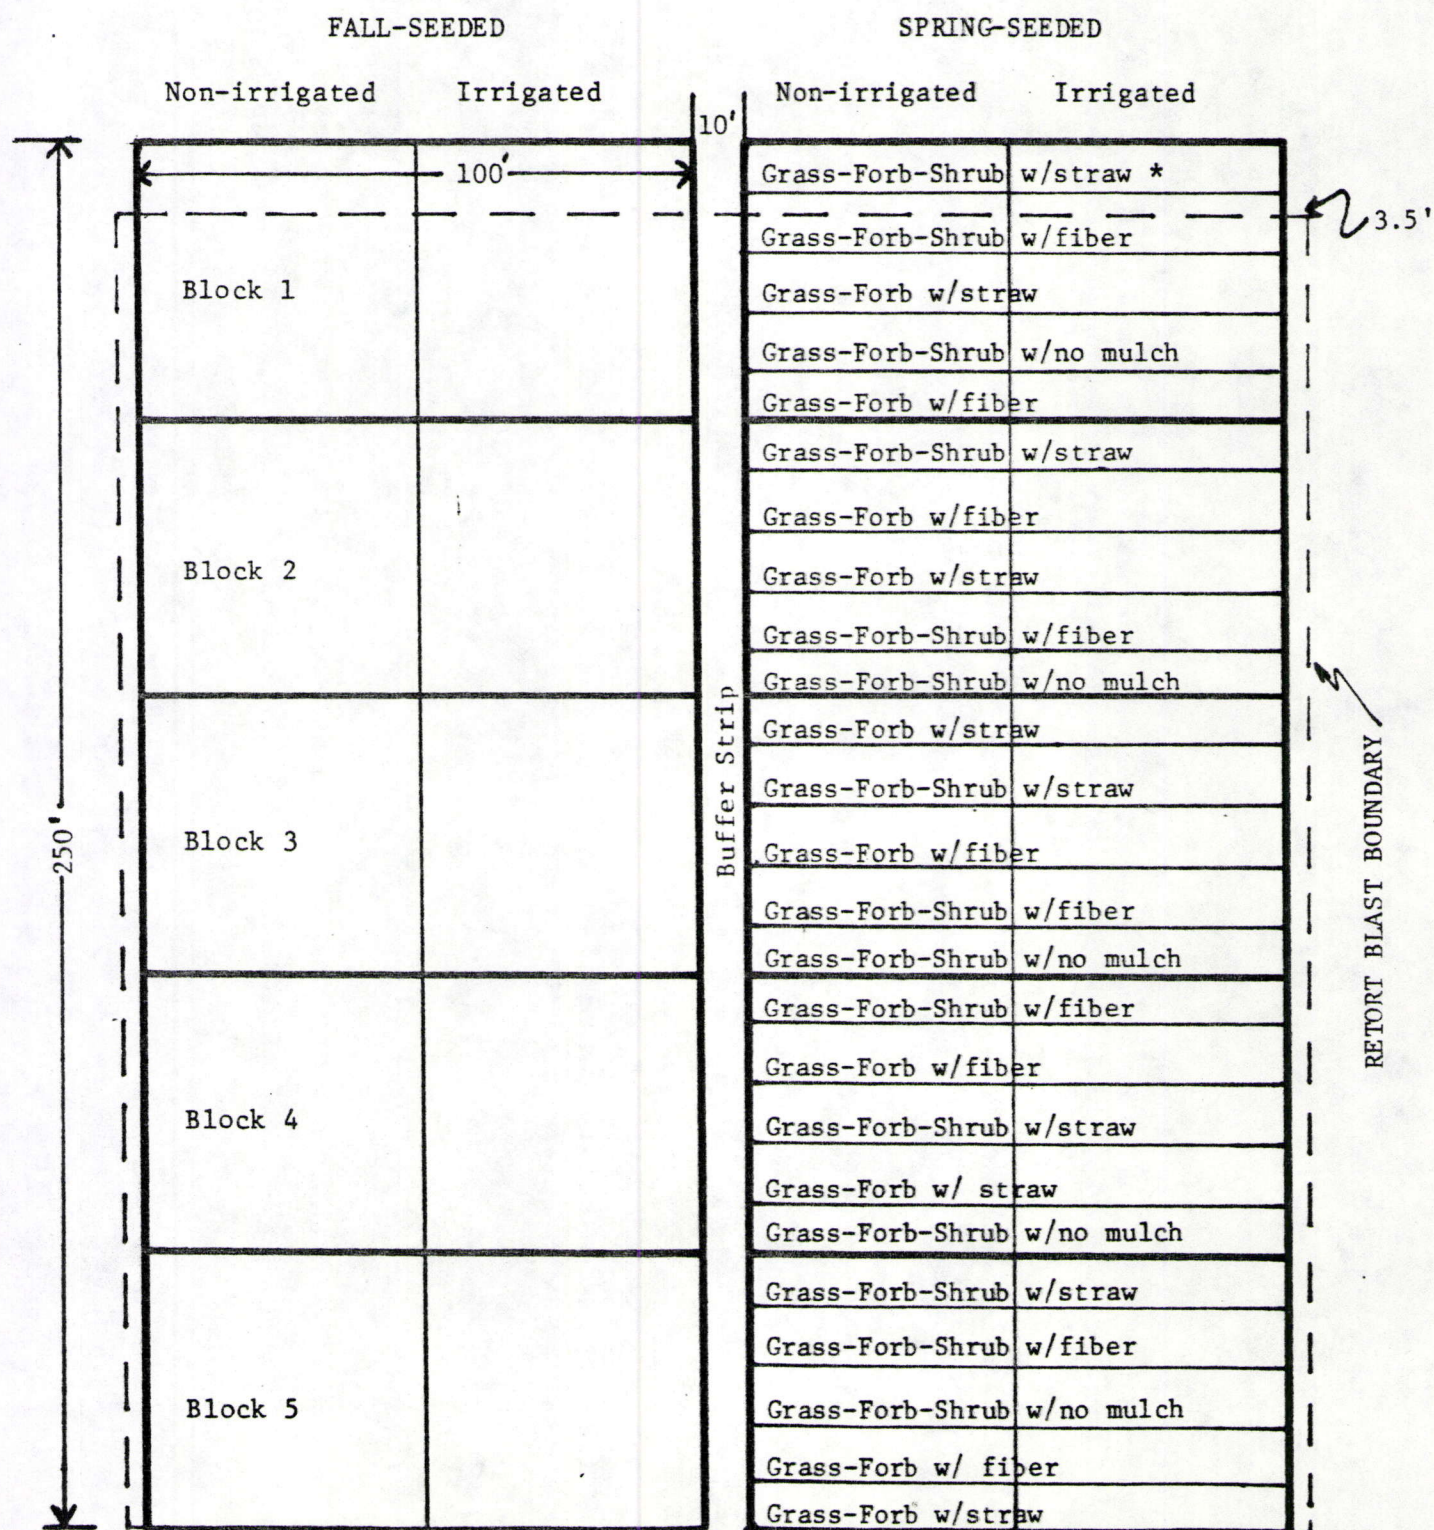 FALL-SEEDED SPRING-SEEDED
Non-irrigated Irrigated Non-irrigated Irrigated
10'
100'
Grass-Forb-Shrub w/straw *
3.5'
Grass-Forb-Shrub w/fiber
Block 1
Grass-Forb w/straw
Grass-Forb-Shrub w/no mulch
Grass-Forb w/fiber
Grass-Forb-Shrub w/straw
Grass-Forb w/fiber
Block 2
Grass-Forb w/straw
Grass-Forb-Shrub w/fiber
Grass-Forb-Shrub w/no mulch
Grass-Forb w/straw
Grass-Forb-Shrub w/straw
Block 3
Grass-Forb w/fiber
Grass-Forb-Shrub w/fiber
Grass-Forb-Shrub w/no mulch
Grass-Forb-Shrub w/fiber
Grass-Forb w/fiber
Block 4
Grass-Forb-Shrub w/straw
Grass-Forb w/ straw
Grass-Forb-Shrub w/no mulch
Grass-Forb-Shrub w/straw
Grass-Forb-Shrub w/fiber
Block 5
Grass-Forb-Shrub w/no mulch
Grass-Forb w/ fiber
Grass-Forb w/straw
250'
Buffer Strip
RETORT BLAST BOUNDARY